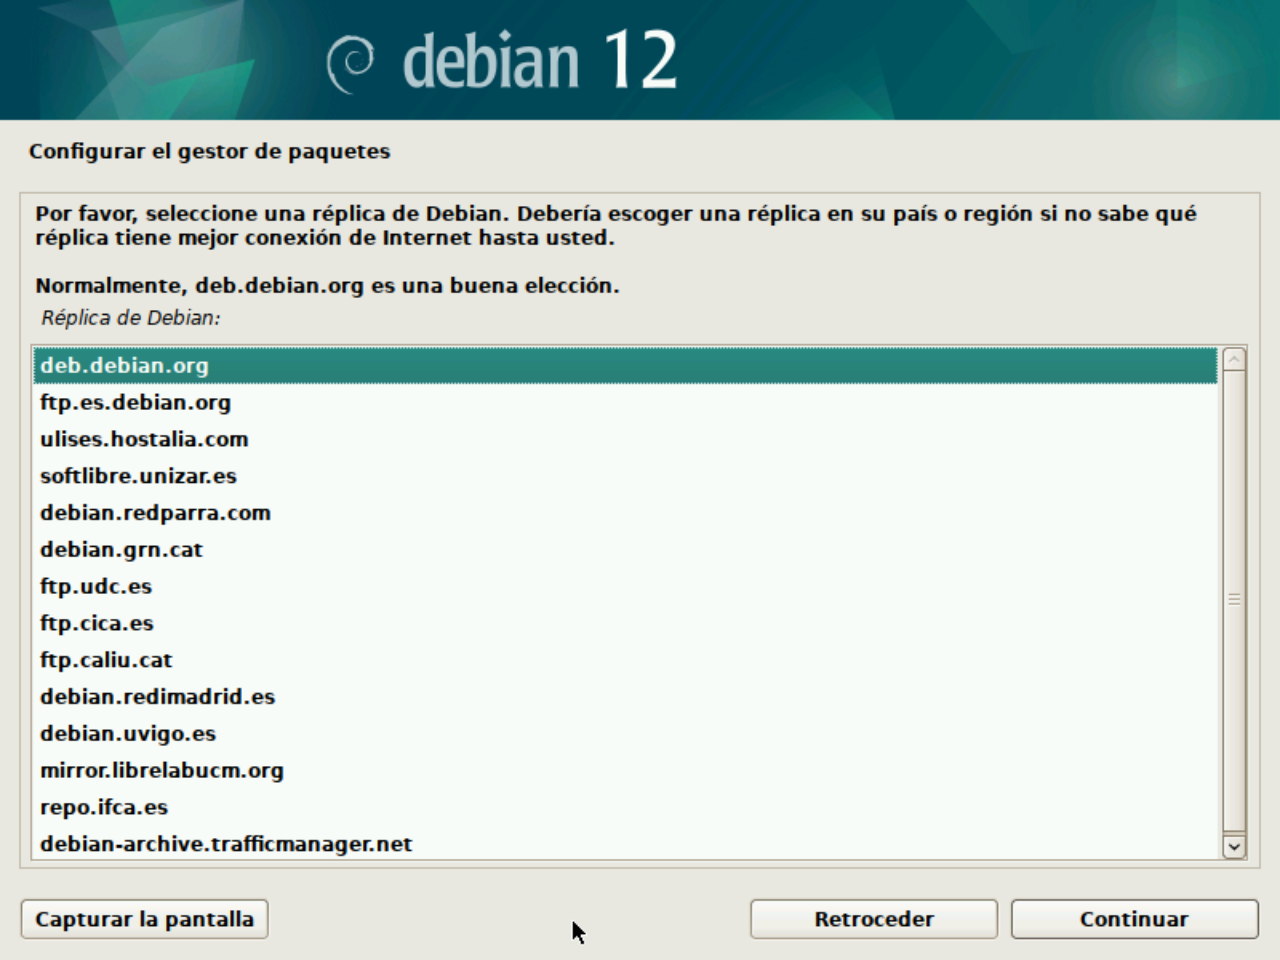 debian 12
Configurar el gestor de paquetes
Por favor, seleccione una réplica de Debian. Debería escoger una réplica en su país o región si no sabe qué
réplica tiene mejor conexión de Internet hasta usted.
Normalmente, deb.debian.org es una buena elección.
Réplica de Debian:
deb.debian.org
ftp.es.debian.org
ulises.hostalia.com
softlibre.unizar.es
debian.redparra.com
debian.grn.cat
ftp.udc.es
ftp.cica.es
ftp.caliu.cat
debian.redimadrid.es
debian.uvigo.es
mirror.librelabucm.org
repo.ifca.es
debian-archive.trafficmanager.net
Capturar la pantalla
Retroceder
Continuar